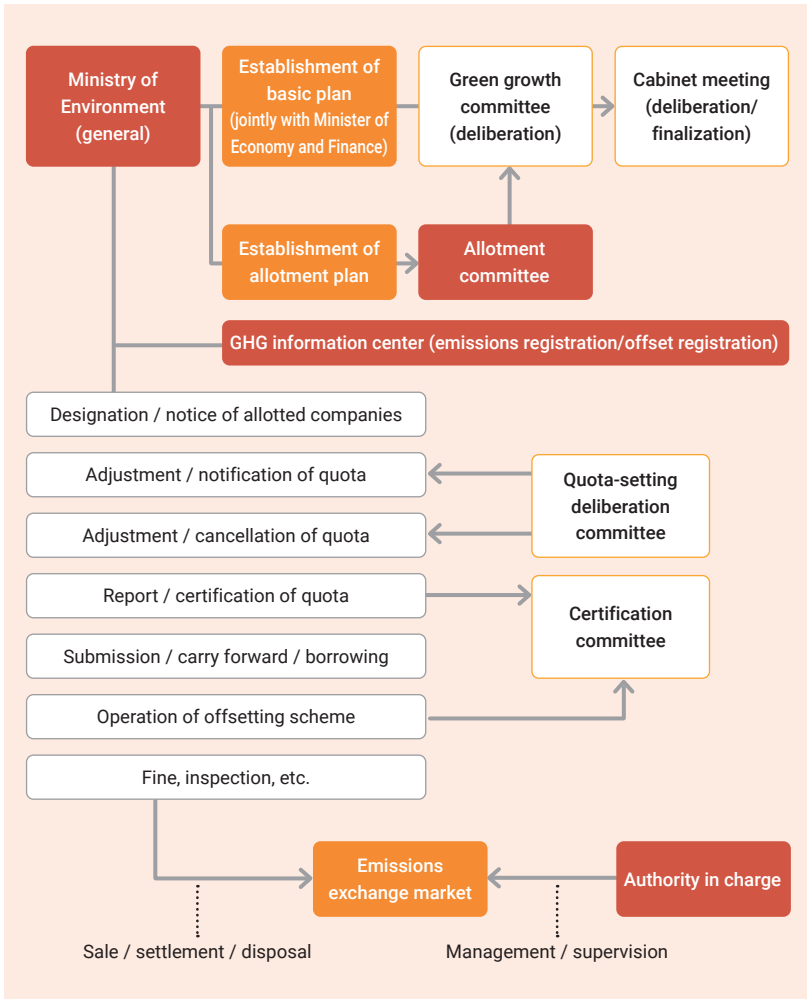 Ministry of
Environment
(general)
Establishment of
basic plan
(jointly with Minister of
Economy and Finance)
Green growth
committee
(deliberation)
Cabinet meeting
(deliberation/
finalization)
Establishment of
allotment plan
Allotment
committee
GHG information center (emissions registration/offset registration)
Designation / notice of allotted companies
Adjustment / notification of quota
Adjustment / cancellation of quota
Quota-setting
deliberation
committee
Report / certification of quota
Submission / carry forward / borrowing
Operation of offsetting scheme
Certification
committee
Fine, inspection, etc.
Emissions
exchange market
Authority in charge
Sale / settlement / disposal
Management / supervision